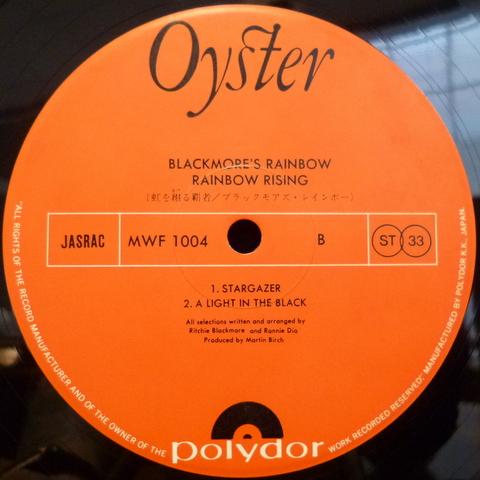 Oyster
BLACKMORE'S RAINBOW
RAINBOW RISING
(虹を翔る覇者/ブラックモアズ・レインボー)
JASRAC
MWF 1004
B
ST 33
1. STARGAZER
2. A LIGHT IN THE BLACK
All selections written and arranged by
Ritchie Blackmore and Ronnie Dio
Produced by Martin Birch
"ALL RIGHTS OF THE RECORD MANUFACTURER AND OF THE OWNER OF THE
polydor
WORK RECORDED RESERVED" MANUFACTURED BY POLYDOR K.K., JAPAN.